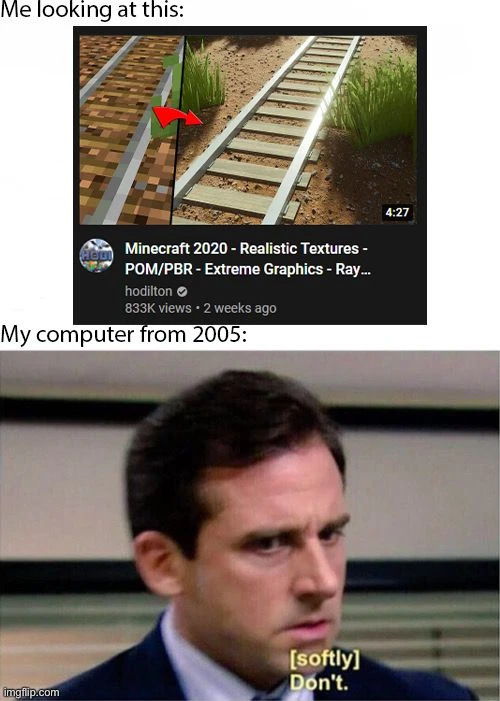 Me looking at this:
4:27
HODI
Minecraft 2020 - Realistic Textures -
POM/PBR - Extreme Graphics - Ray...
hodilton
833K views • 2 weeks ago
My computer from 2005:
[softly]
Don't.
imgflip.com